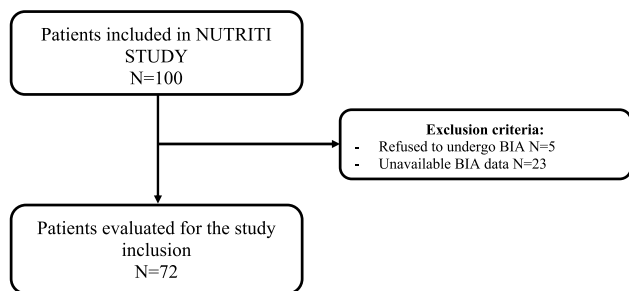 Patients included in NUTRITI
STUDY
N=100
Exclusion criteria:
- Refused to undergo BIA N=5
- Unavailable BIA data N=23
Patients evaluated for the study
inclusion
N=72